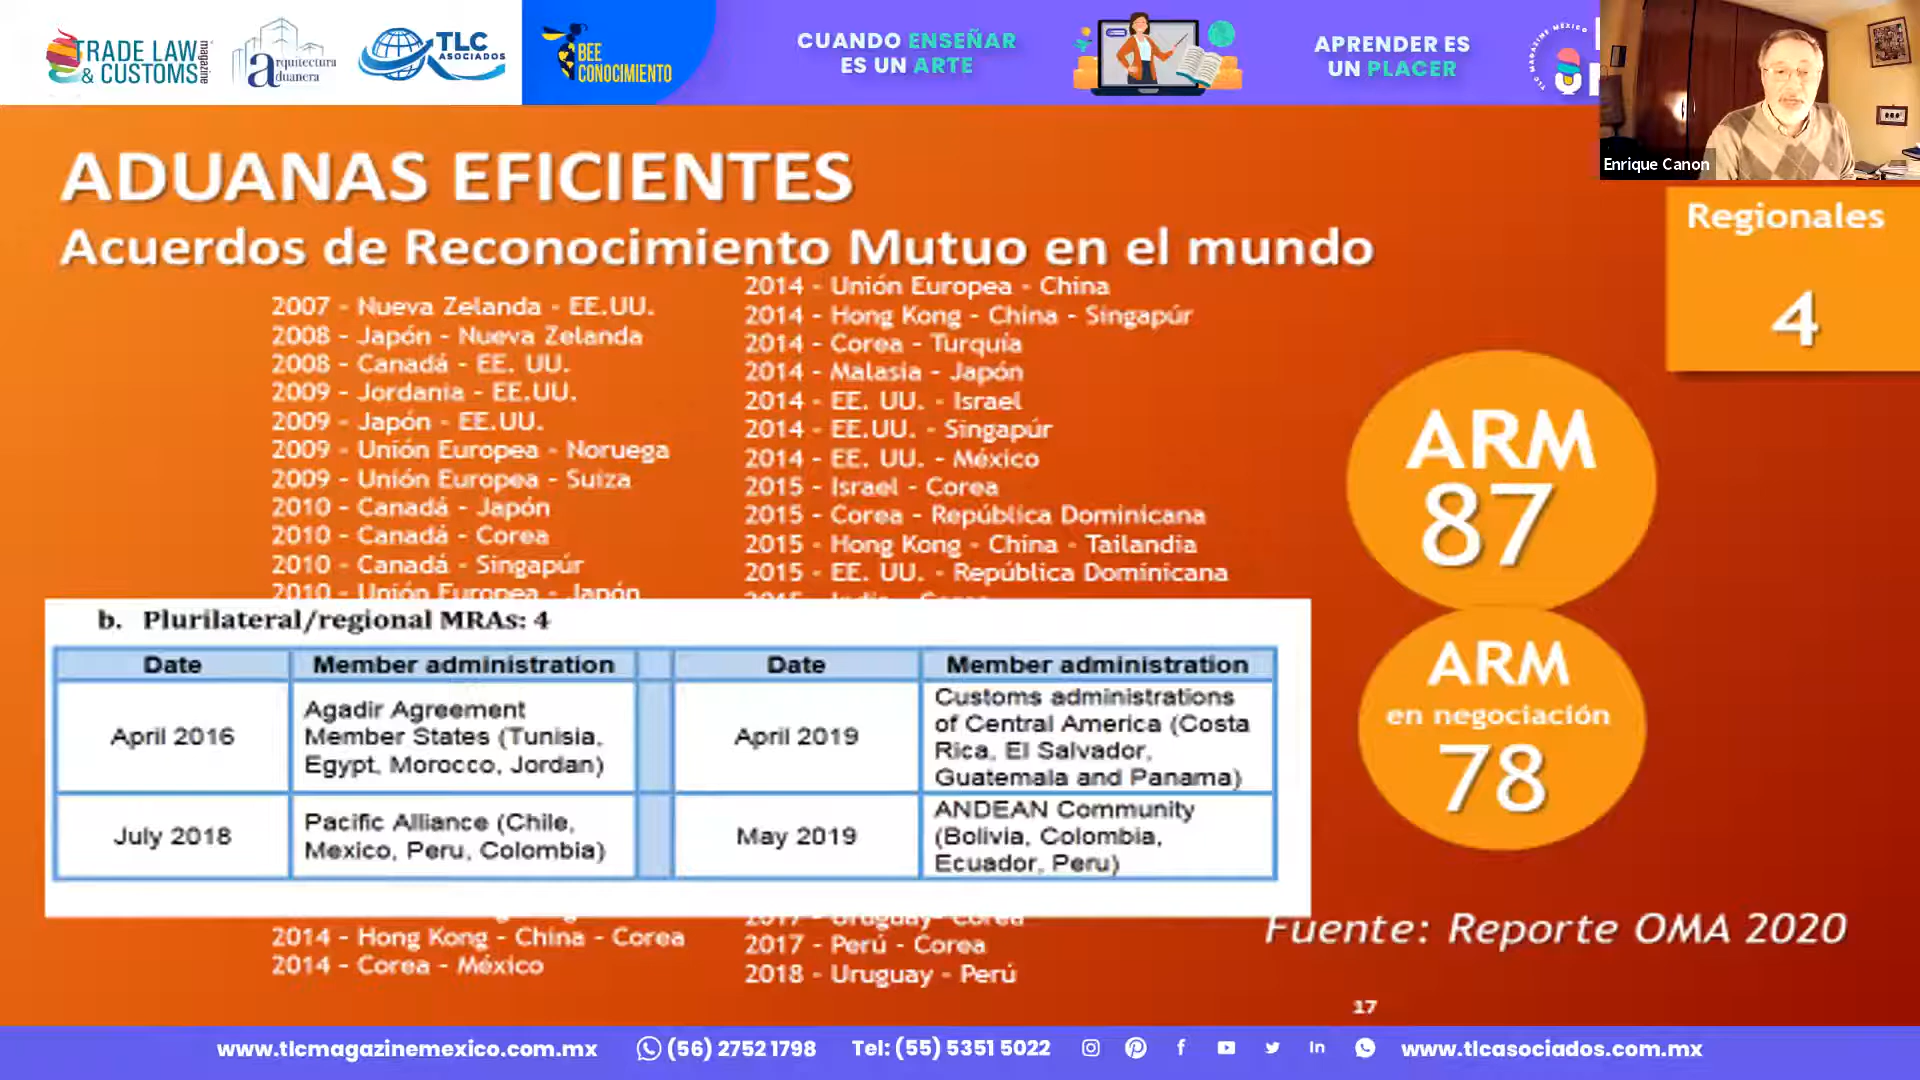 TRADE LAW
& CUSTOMS
magazine
arquitectura
aduanera
TLC
ASOCIADOS
BEE
CONOCIMIENTO
CUANDO ENSEÑAR
ES UN ARTE
APRENDER ES
UN PLACER
TLC MAGAZINE MÉXICO
Enrique Canon
ADUANAS EFICIENTES
Acuerdos de Reconocimiento Mutuo en el mundo
Regionales
4
2007 - Nueva Zelanda - EE.UU.
2008 - Japón - Nueva Zelanda
2008 - Canadá - EE. UU.
2009 - Jordania - EE.UU.
2009 - Japón - EE.UU.
2009 - Unión Europea - Noruega
2009 - Unión Europea - Suiza
2010 - Canadá - Japón
2010 - Canadá - Corea
2010 - Canadá - Singapúr
2010 - Unión Europea - Japón
2014 - Unión Europea - China
2014 - Hong Kong - China - Singapúr
2014 - Corea - Turquía
2014 - Malasia - Japón
2014 - EE. UU. - Israel
2014 - EE.UU. - Singapúr
2014 - EE. UU. - México
2015 - Israel - Corea
2015 - Corea - República Dominicana
2015 - Hong Kong - China - Tailandia
2015 - EE. UU. - República Dominicana
ARM
87
ARM
en negociación
78
b. Plurilateral/regional MRAs: 4
Date Member administration Date Member administration
April 2016
Agadir Agreement
Member States (Tunisia,
Egypt, Morocco, Jordan)
April 2019
Customs administrations
of Central America (Costa
Rica, El Salvador,
Guatemala and Panama)
July 2018
Pacific Alliance (Chile,
Mexico, Peru, Colombia)
May 2019
ANDEAN Community
(Bolivia, Colombia,
Ecuador, Peru)
2014 - Hong Kong - China - Corea
2014 - Corea - México
2017 - Uruguay- Corea
2017 - Perú - Corea
2018 - Uruguay - Perú
Fuente: Reporte OMA 2020
17
www.tlcmagazinemexico.com.mx
(56) 2752 1798
Tel: (55) 5351 5022
www.tlcasociados.com.mx